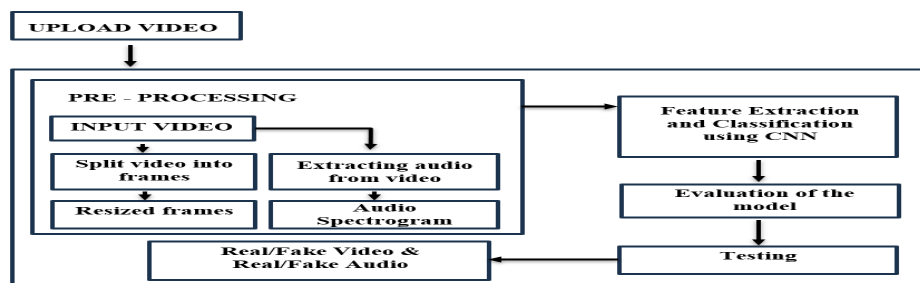 UPLOAD VIDEO
PRE - PROCESSING
INPUT VIDEO
Split video into
frames
Resized frames
Extracting audio
from video
Audio
Spectrogram
Feature Extraction
and Classification
using CNN
Evaluation of the
model
Testing
Real/Fake Video &
Real/Fake Audio